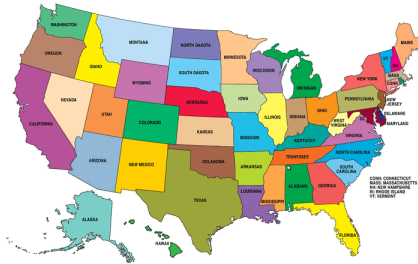 WASHINGTON
OREGON
CALIFORNIA
NEVADA
IDAHO
MONTANA
WYOMING
UTAH
COLORADO
ARIZONA
NEW MEXICO
NORTH DAKOTA
SOUTH DAKOTA
NEBRASKA
KANSAS
OKLAHOMA
TEXAS
MINNESOTA
IOWA
MISSOURI
ARKANSAS
LOUISIANA
WISCONSIN
ILLINOIS
MICHIGAN
INDIANA
OHIO
KENTUCKY
TENNESSEE
MISSISSIPPI
ALABAMA
GEORGIA
FLORIDA
SOUTH
CAROLINA
NORTH CAROLINA
VIRGINIA
WEST
VIRGINIA
PENNSYLVANIA
NEW YORK
VT
MAINE
MASS
CONN
NEW
JERSEY
DELAWARE
MARYLAND
ALASKA
HAWAII
CONN: CONNECTICUT
MASS: MASSACHUSETTS
NH: NEW HAMPSHIRE
RI: RHODE ISLAND
VT: VERMONT